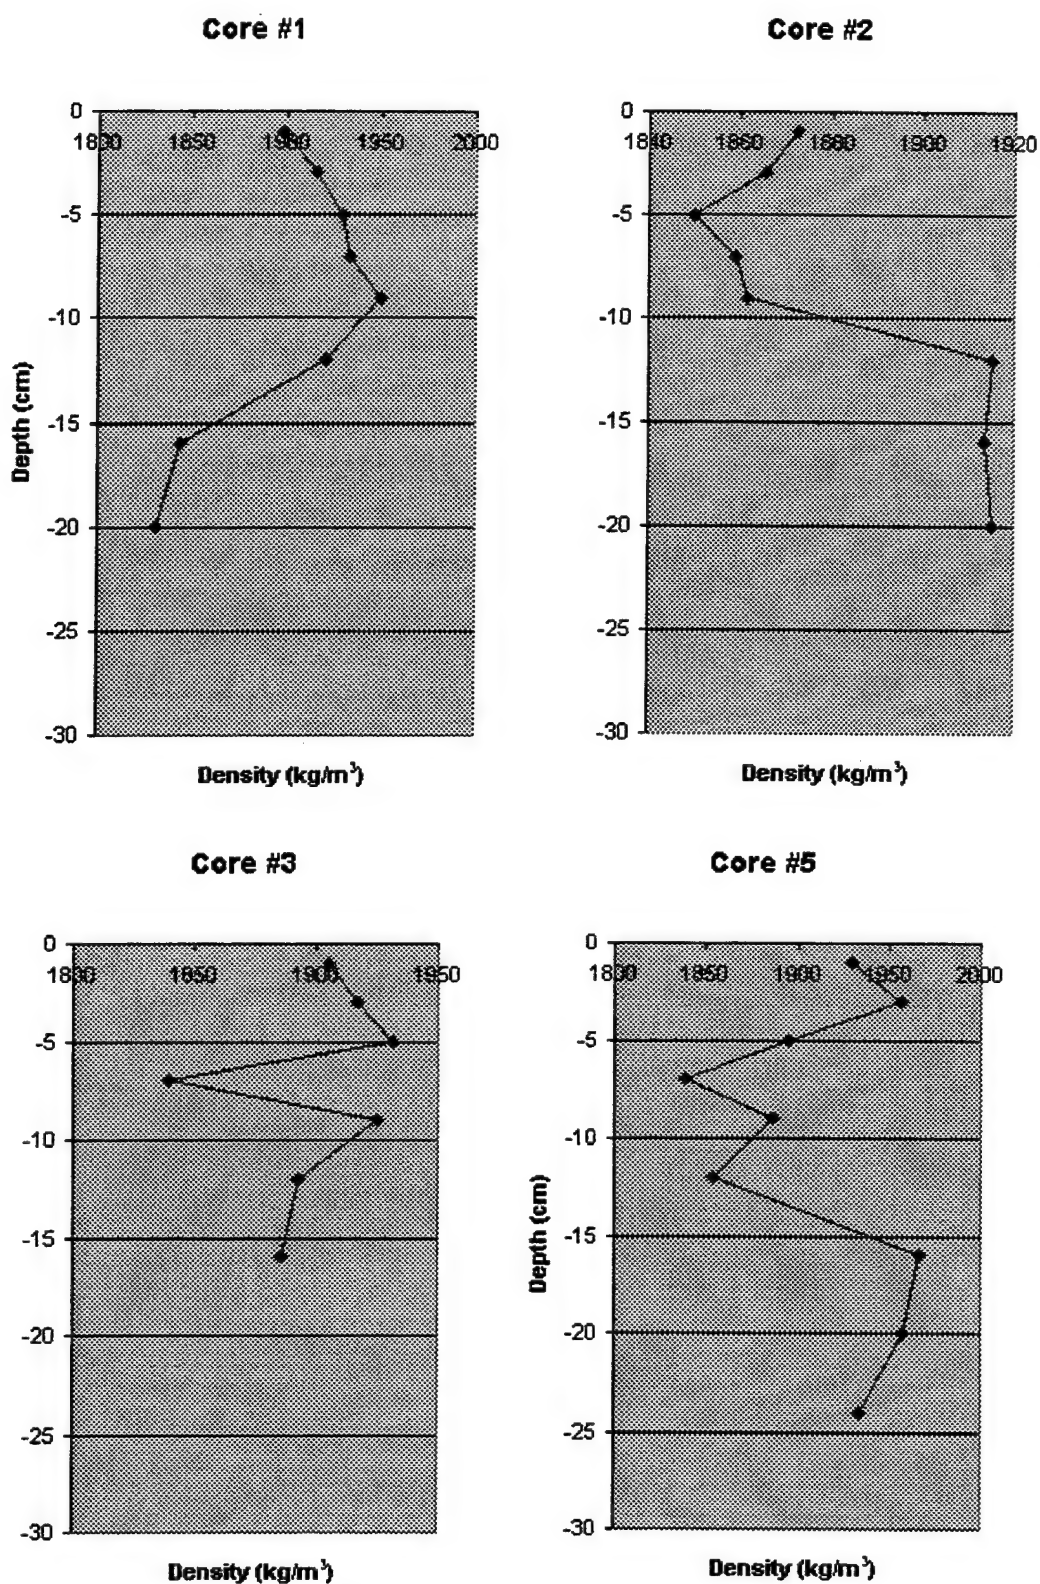 Core #1
0
1800 1850 1900 1950 2000
-5
-10
-15
-20
-25
-30
Depth (cm)
Density (kg/m³)
Core #2
0
1840 1860 1880 1900 1920
-5
-10
-15
-20
-25
-30
Density (kg/m³)
Core #3
0
1800 1850 1900 1950
-5
-10
-15
-20
-25
-30
Density (kg/m³)
Core #5
0
1800 1850 1900 1950 2000
-5
-10
-15
-20
-25
-30
Depth (cm)
Density (kg/m³)